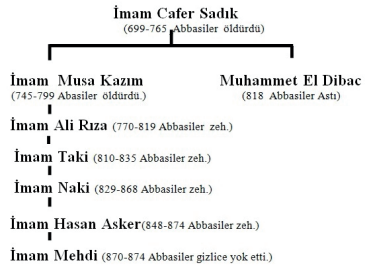 İmam Cafer Sadık
(699-765 Abbasiler öldürdü)
İmam Musa Kazım Muhammet El Dibac
(745-799 Abasiler öldürdü.) (818 Abbasiler Astı)
İmam Ali Rıza (770-819 Abbasiler zeh.)
İmam Taki (810-835 Abbasiler zeh.)
İmam Naki (829-868 Abbasiler zeh.)
İmam Hasan Asker(848-874 Abbasiler zeh.)
İmam Mehdi (870-874 Abbasiler gizlice yok etti.)